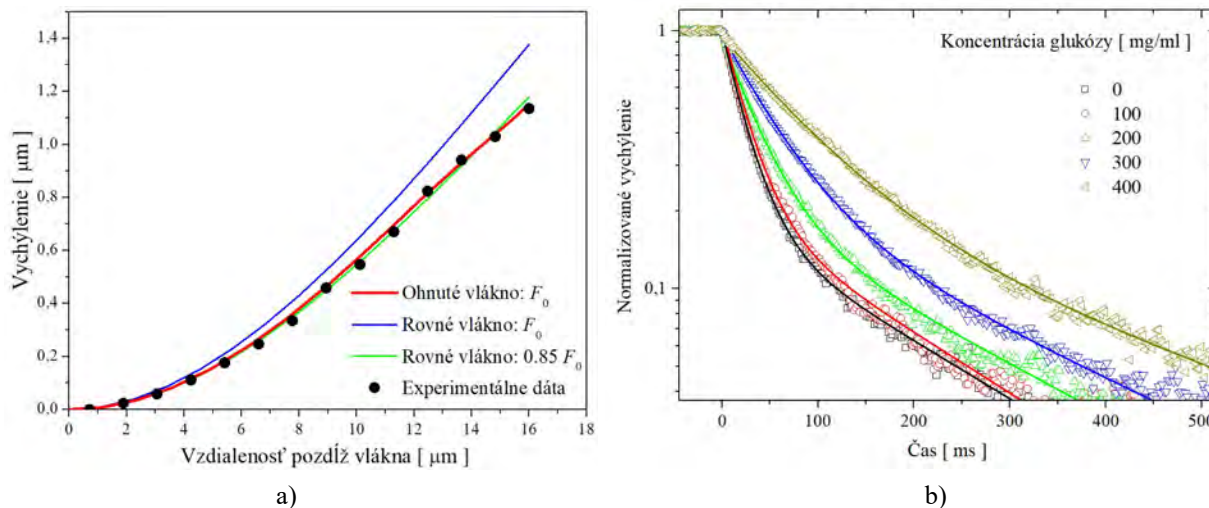 1.4
1.2
1.0
0.8
0.6
0.4
0.2
0.0
Vychýlenie [ μm ]
Ohnuté vlákno: F0
Rovné vlákno: F0
Rovné vlákno: 0.85 F0
Experimentálne dáta
0 2 4 6 8 10 12 14 16 18
Vzdialenosť pozdĺž vlákna [ μm ]
a)
1
0,1
Normalizované vychýlenie
Koncentrácia glukózy [ mg/ml ]
0
100
200
300
400
0 100 200 300 400 500
Čas [ ms ]
b)